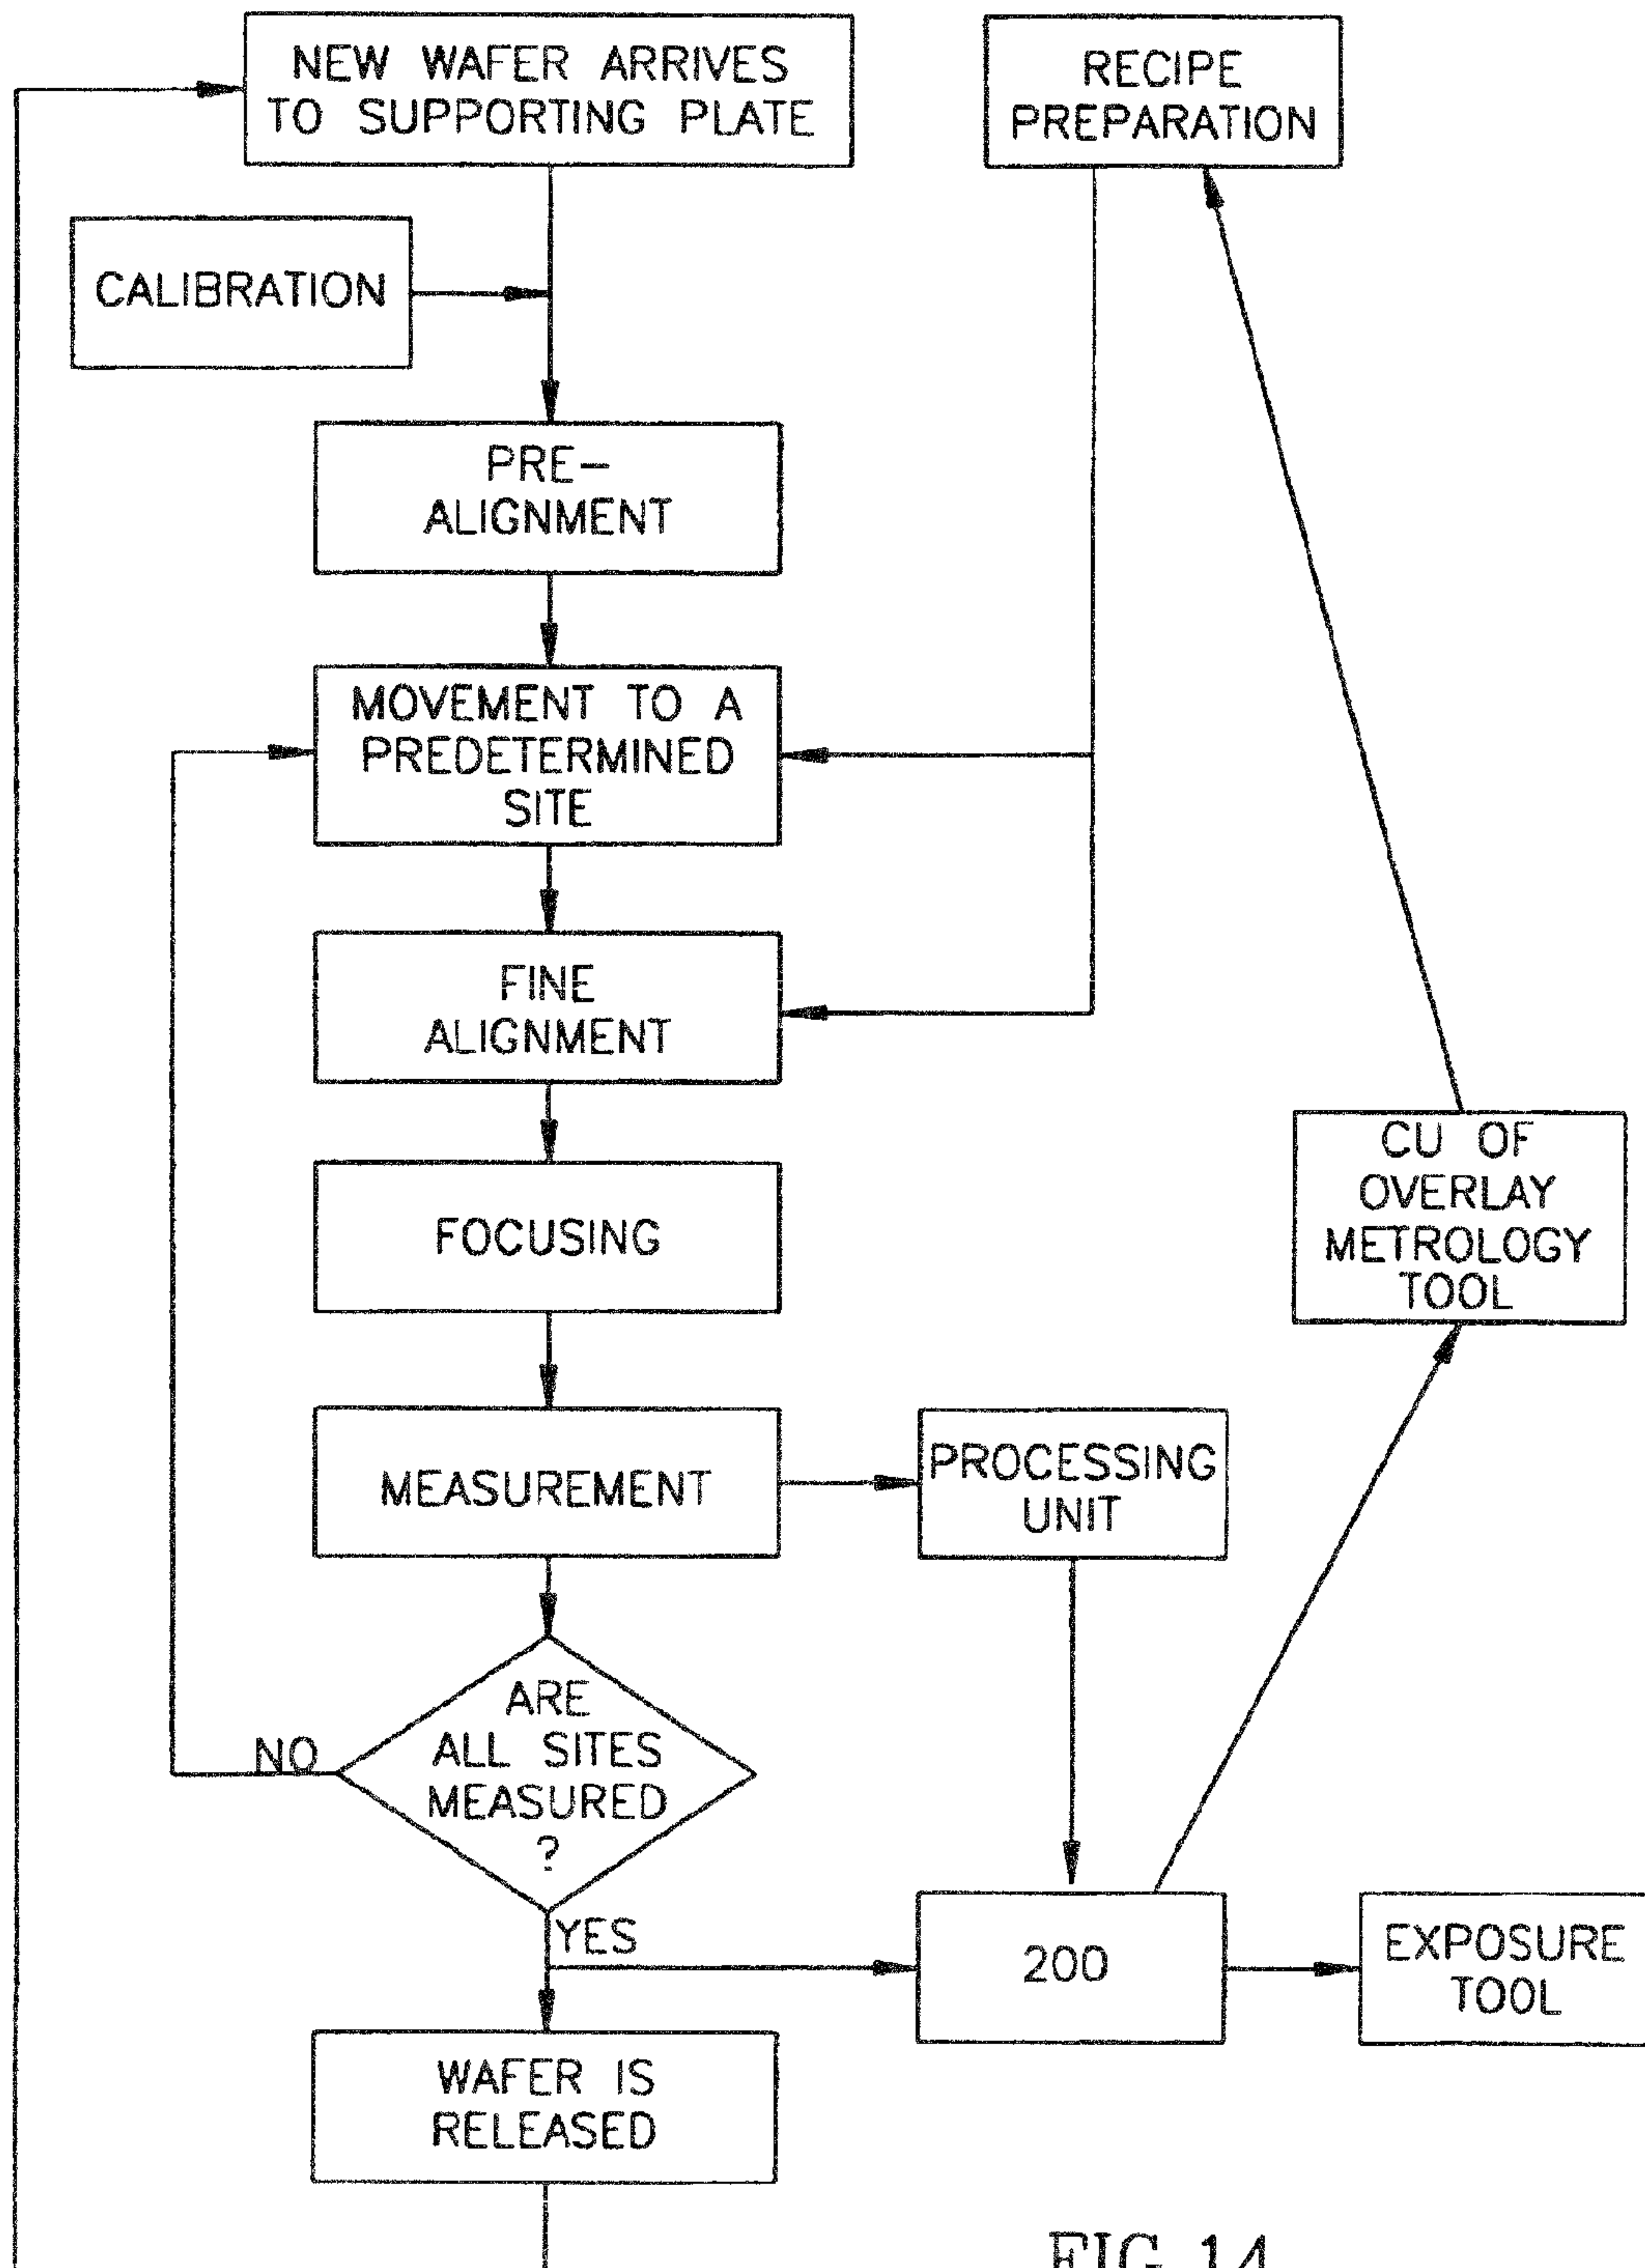 NEW WAFER ARRIVES
TO SUPPORTING PLATE
RECIPE
PREPARATION
CALIBRATION
PRE-
ALIGNMENT
MOVEMENT TO A
PREDETERMINED
SITE
FINE
ALIGNMENT
CU OF
OVERLAY
METROLOGY
TOOL
FOCUSING
MEASUREMENT
PROCESSING
UNIT
ARE
ALL SITES
MEASURED
?
NO
YES
200
EXPOSURE
TOOL
WAFER IS
RELEASED
FIG. 14